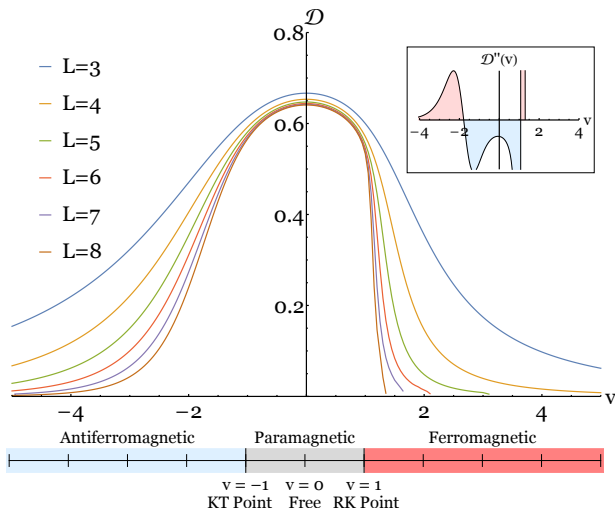 𝒟
0.8
0.6
0.4
0.2
L=3
L=4
L=5
L=6
L=7
L=8
𝒟''(v)
v
−4
−2
2
4
−4
−2
2
4
v
Antiferromagnetic
Paramagnetic
Ferromagnetic
v = −1
v = 0
v = 1
KT Point
Free
RK Point